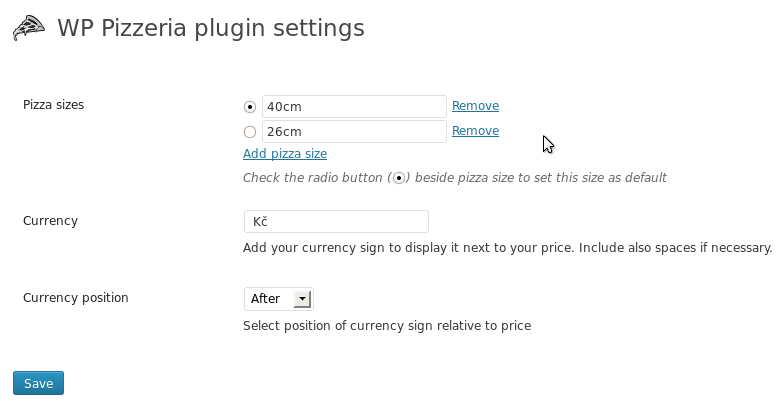 WP Pizzeria plugin settings
Pizza sizes
40cm Remove
26cm Remove
Add pizza size
Check the radio button () beside pizza size to set this size as default
Currency
Kč
Add your currency sign to display it next to your price. Include also spaces if necessary.
Currency position
After
Select position of currency sign relative to price
Save